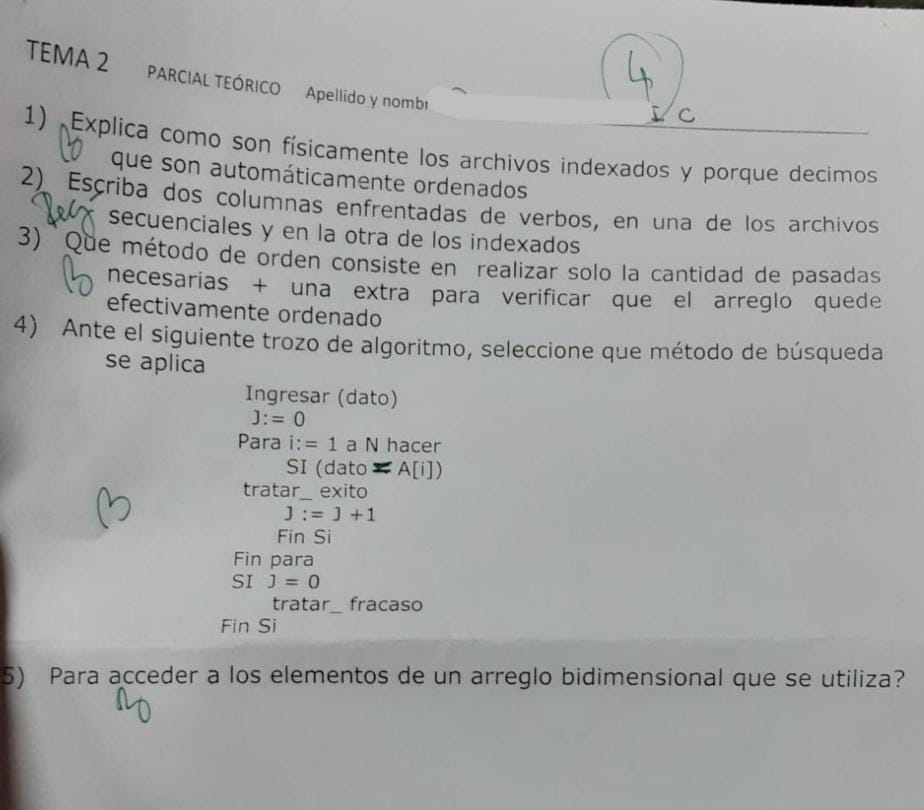 TEMA 2 PARCIAL TEÓRICO Apellido y nomb
4
I C
1) Explica como son físicamente los archivos indexados y porque decimos
que son automáticamente ordenados
2) Escriba dos columnas enfrentadas de verbos, en una de los archivos
secuenciales y en la otra de los indexados
3) Que método de orden consiste en realizar solo la cantidad de pasadas
necesarias + una extra para verificar que el arreglo quede
efectivamente ordenado
4) Ante el siguiente trozo de algoritmo, seleccione que método de búsqueda
se aplica
Ingresar (dato)
J:= 0
Para i:= 1 a N hacer
SI (dato = A[i])
tratar_ exito
J := J +1
Fin Si
Fin para
B
SI J = 0
tratar_ fracaso
Fin Si
5) Para acceder a los elementos de un arreglo bidimensional que se utiliza?